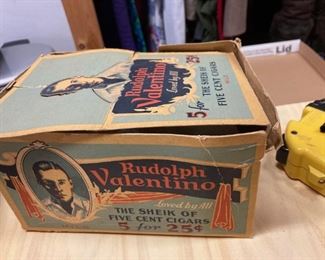 Lid
Rudolph
Valentino
Loved by All
5 for 25¢
THE SHEIK OF
FIVE CENT CIGARS
Rudolph
Valentino
Loved by All
THE SHEIK OF
FIVE CENT CIGARS
5 for 25¢